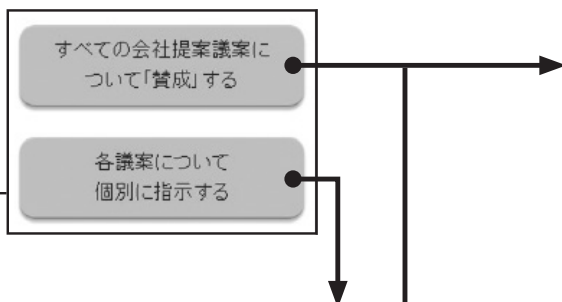 すべての会社提案議案に
ついて「賛成」する
各議案について
個別に指示する